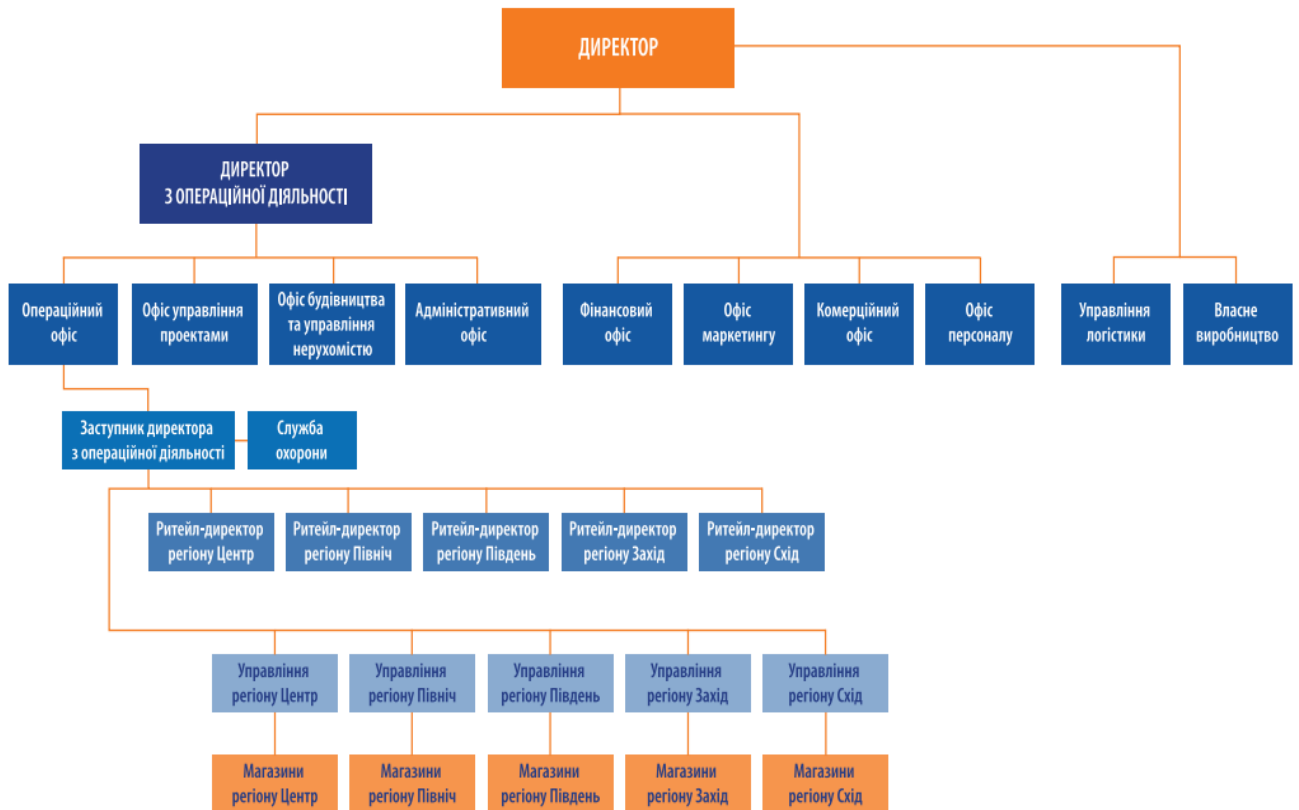 ДИРЕКТОР
ДИРЕКТОР
З ОПЕРАЦІЙНОЇ ДІЯЛЬНОСТІ
Операційний
офіс
Офіс управління
проектами
Офіс будівництва
та управління
нерухомістю
Адміністративний
офіс
Фінансовий
офіс
Офіс
маркетингу
Комерційний
офіс
Офіс
персоналу
Управління
логістики
Власне
виробництво
Заступник директора
з операційної діяльності
Служба
охорони
Ритейл-директор
регіону Центр
Ритейл-директор
регіону Північ
Ритейл-директор
регіону Південь
Ритейл-директор
регіону Захід
Ритейл-директор
регіону Схід
Управління
регіону Центр
Управління
регіону Північ
Управління
регіону Південь
Управління
регіону Захід
Управління
регіону Схід
Магазини
регіону Центр
Магазини
регіону Північ
Магазини
регіону Південь
Магазини
регіону Захід
Магазини
регіону Схід